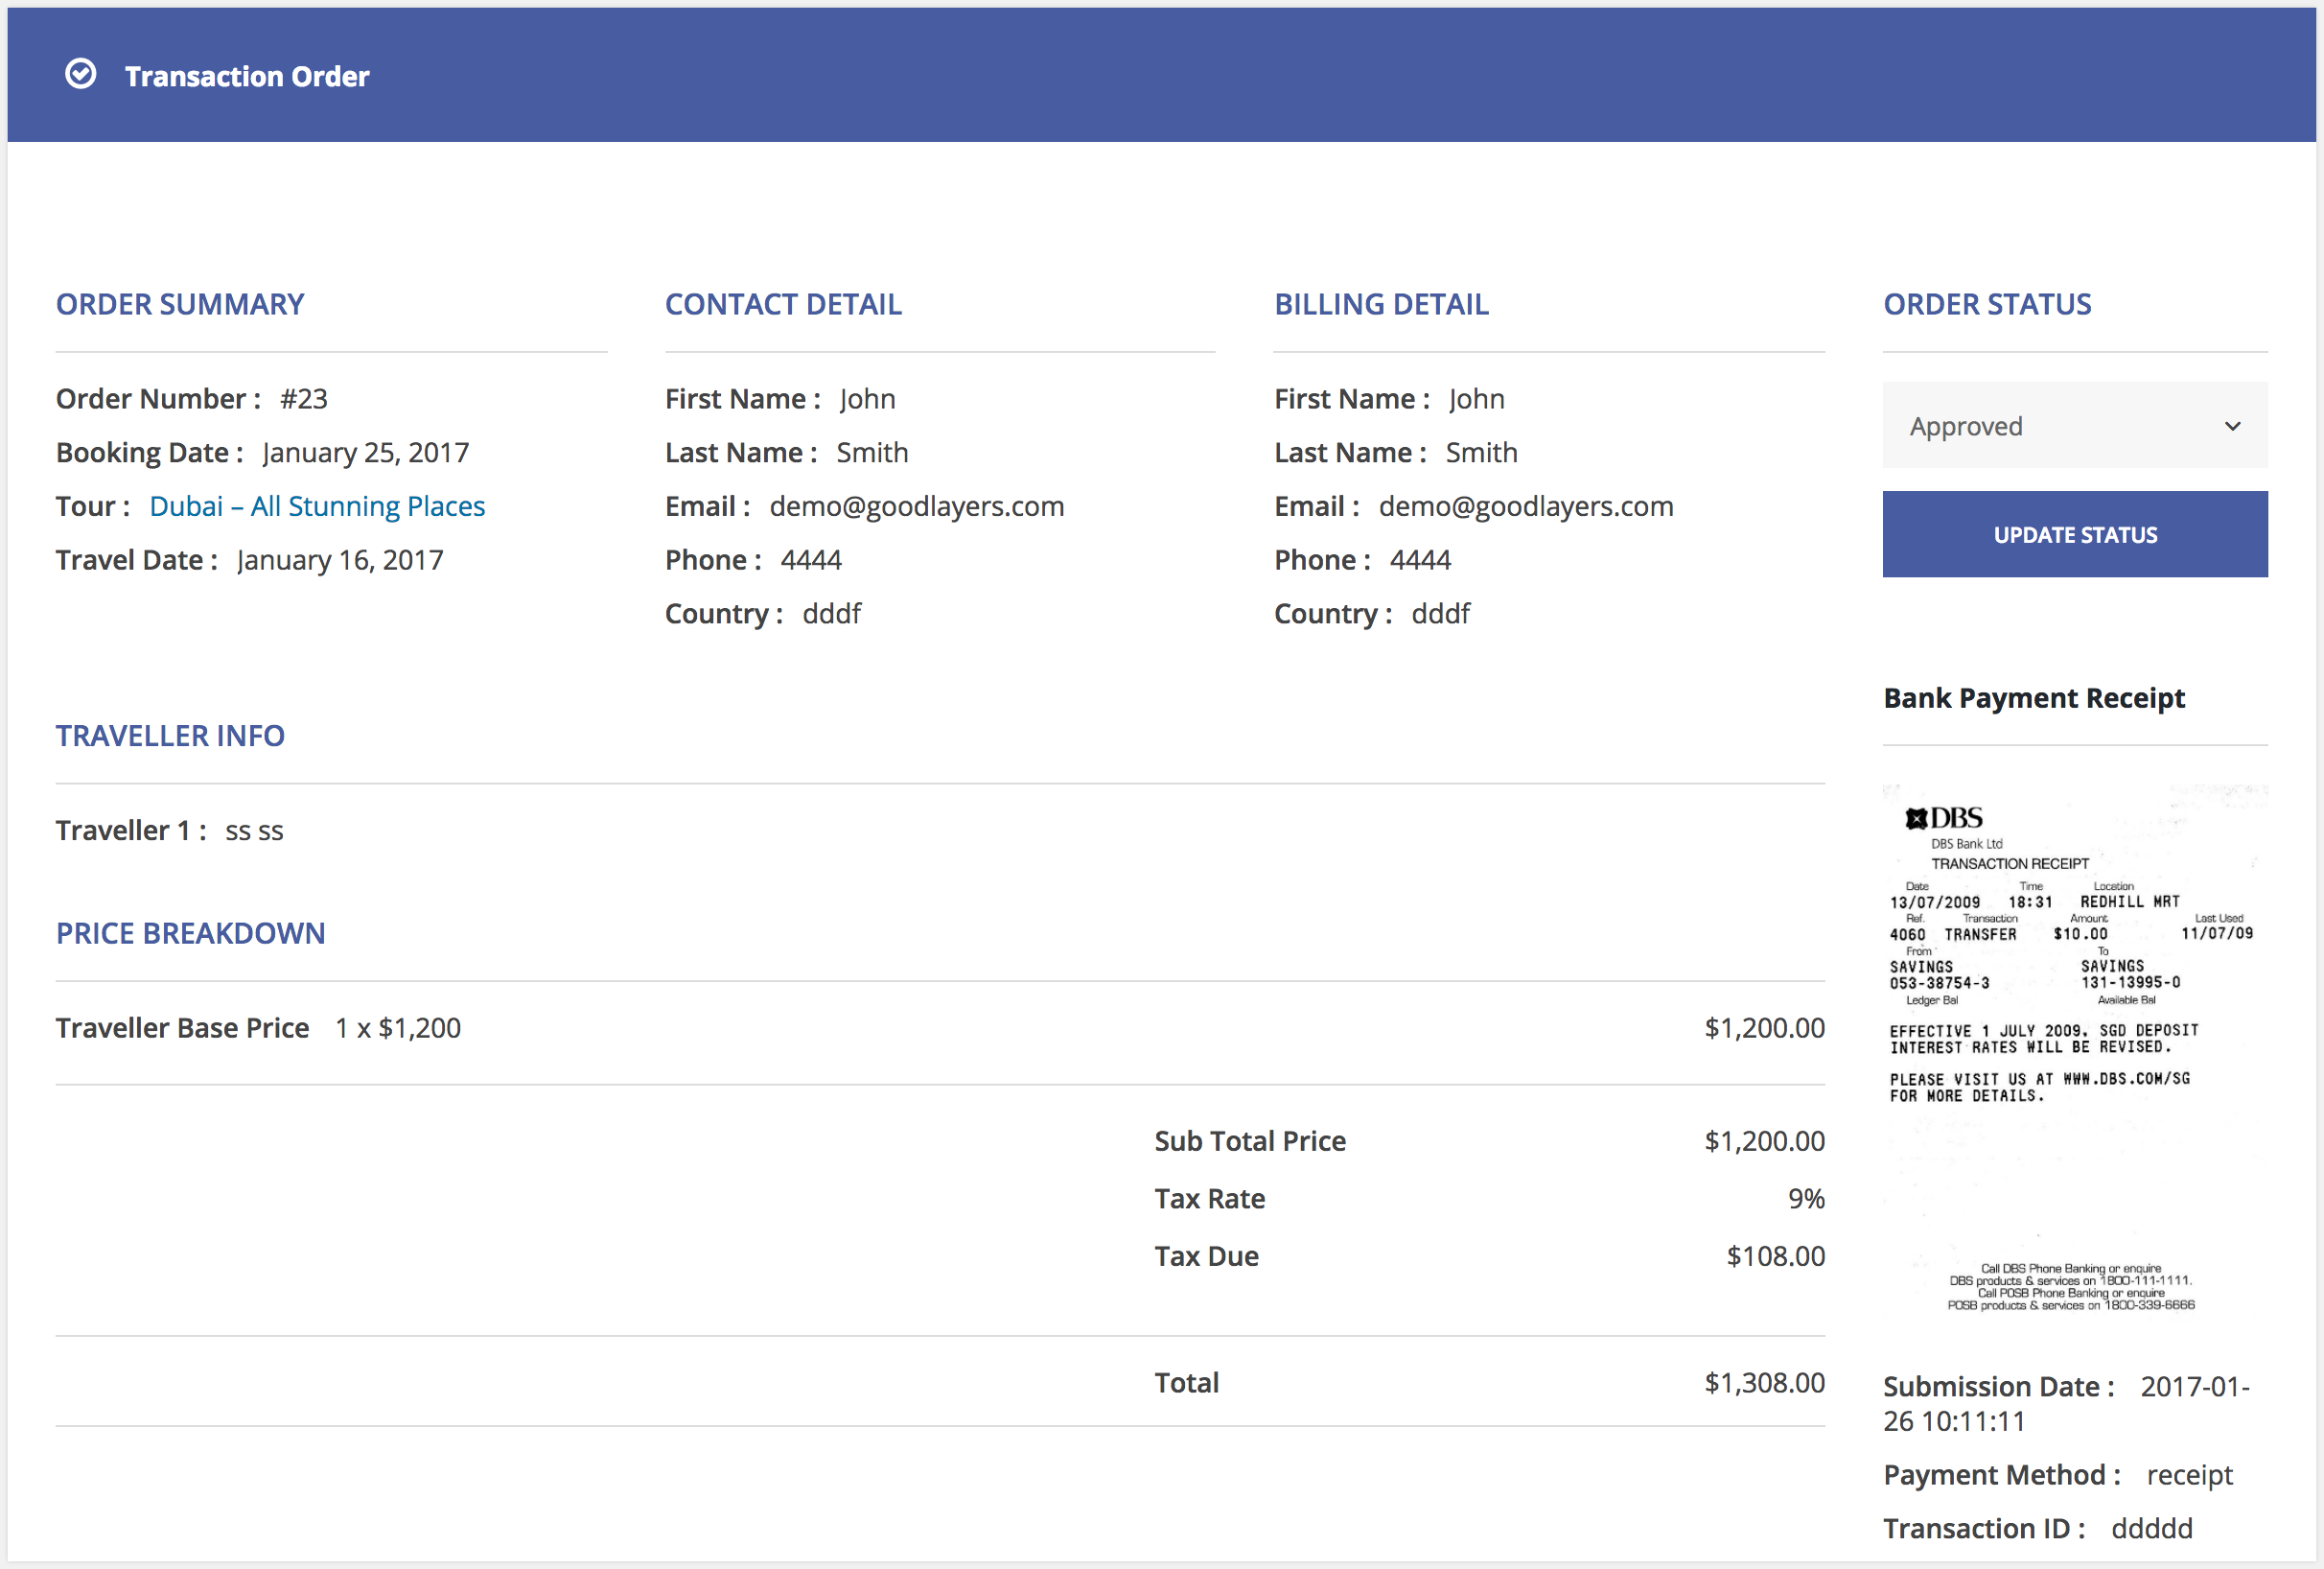 Transaction Order
ORDER SUMMARY
Order Number : #23
Booking Date : January 25, 2017
Tour : Dubai – All Stunning Places
Travel Date : January 16, 2017
CONTACT DETAIL
First Name : John
Last Name : Smith
Email : demo@goodlayers.com
Phone : 4444
Country : dddf
BILLING DETAIL
First Name : John
Last Name : Smith
Email : demo@goodlayers.com
Phone : 4444
Country : dddf
TRAVELLER INFO
Traveller 1 : ss ss
PRICE BREAKDOWN
Traveller Base Price 1 x $1,200 $1,200.00
Sub Total Price $1,200.00
Tax Rate 9%
Tax Due $108.00
Total $1,308.00
ORDER STATUS
Approved
UPDATE STATUS
Bank Payment Receipt
DBS
DBS Bank Ltd
TRANSACTION RECEIPT
Date Time Location
13/07/2009 18:31 REDHILL MRT
Ref. Transaction Amount Last Used
4060 TRANSFER $10.00 11/07/09
From To
SAVINGS SAVINGS
053-38754-3 131-13995-0
Ledger Bal Available Bal
EFFECTIVE 1 JULY 2009. SGD DEPOSIT
INTEREST RATES WILL BE REVISED.
PLEASE VISIT US AT WWW.DBS.COM/SG
FOR MORE DETAILS.
Call DBS Phone Banking or enquire
DBS products & services on 1800-111-1111.
Call POSB Phone Banking or enquire
POSB products & services on 1800-339-6666
Submission Date : 2017-01-
26 10:11:11
Payment Method : receipt
Transaction ID : ddddd